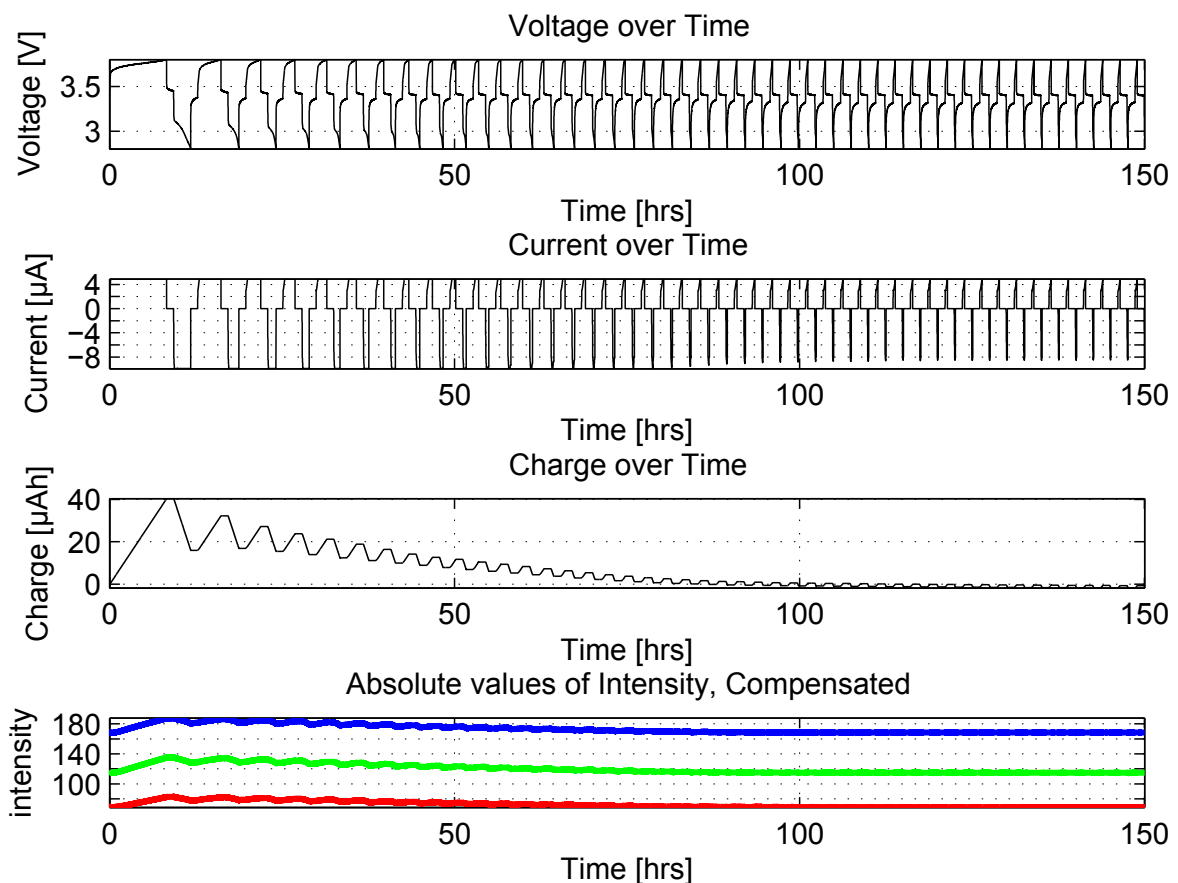 Voltage over Time
Voltage [V]
3.5
3
0 50 100 150
Time [hrs]
Current over Time
Current [µA]
4
0
−4
−8
0 50 100 150
Time [hrs]
Charge over Time
Charge [µAh]
40
20
0
0 50 100 150
Time [hrs]
Absolute values of Intensity, Compensated
intensity
180
140
100
0 50 100 150
Time [hrs]